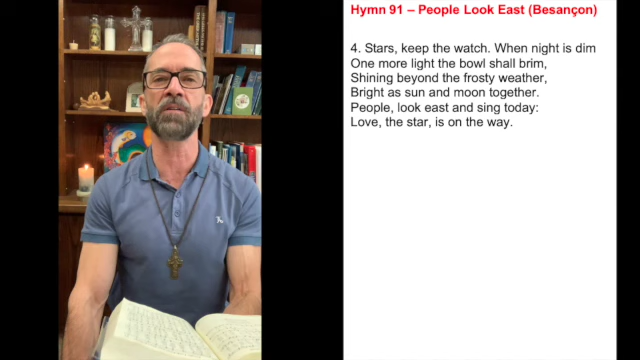 Hymn 91 – People Look East (Besançon)
4. Stars, keep the watch. When night is dim
One more light the bowl shall brim,
Shining beyond the frosty weather,
Bright as sun and moon together.
People, look east and sing today:
Love, the star, is on the way.